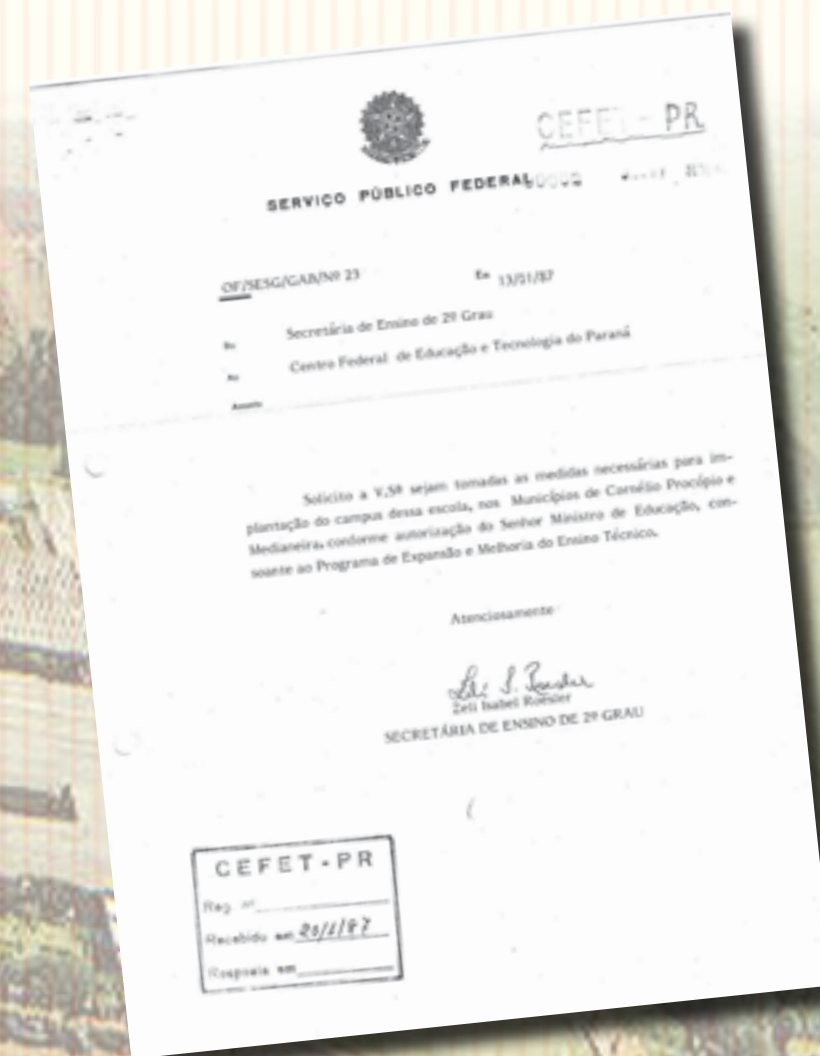 CEFET - PR
SERVIÇO PÚBLICO FEDERAL
OF/SESG/GAB/Nº 23 Em 13/01/87
Da Secretária de Ensino de 2º Grau
Ao Centro Federal de Educação e Tecnologia do Paraná
Assunto
Solicito a V.Sª sejam tomadas as medidas necessárias para im-
plantação do campus dessa escola, nos Municípios de Cornélio Procópio e
Medianeira, conforme autorização do Senhor Ministro de Educação, con-
soante ao Programa de Expansão e Melhoria do Ensino Técnico.
Atenciosamente
Zeli Isabel Roesler
SECRETÁRIA DE ENSINO DE 2º GRAU
CEFET - PR
Reg. nº
Recebido em 20/1/87
Resposta em